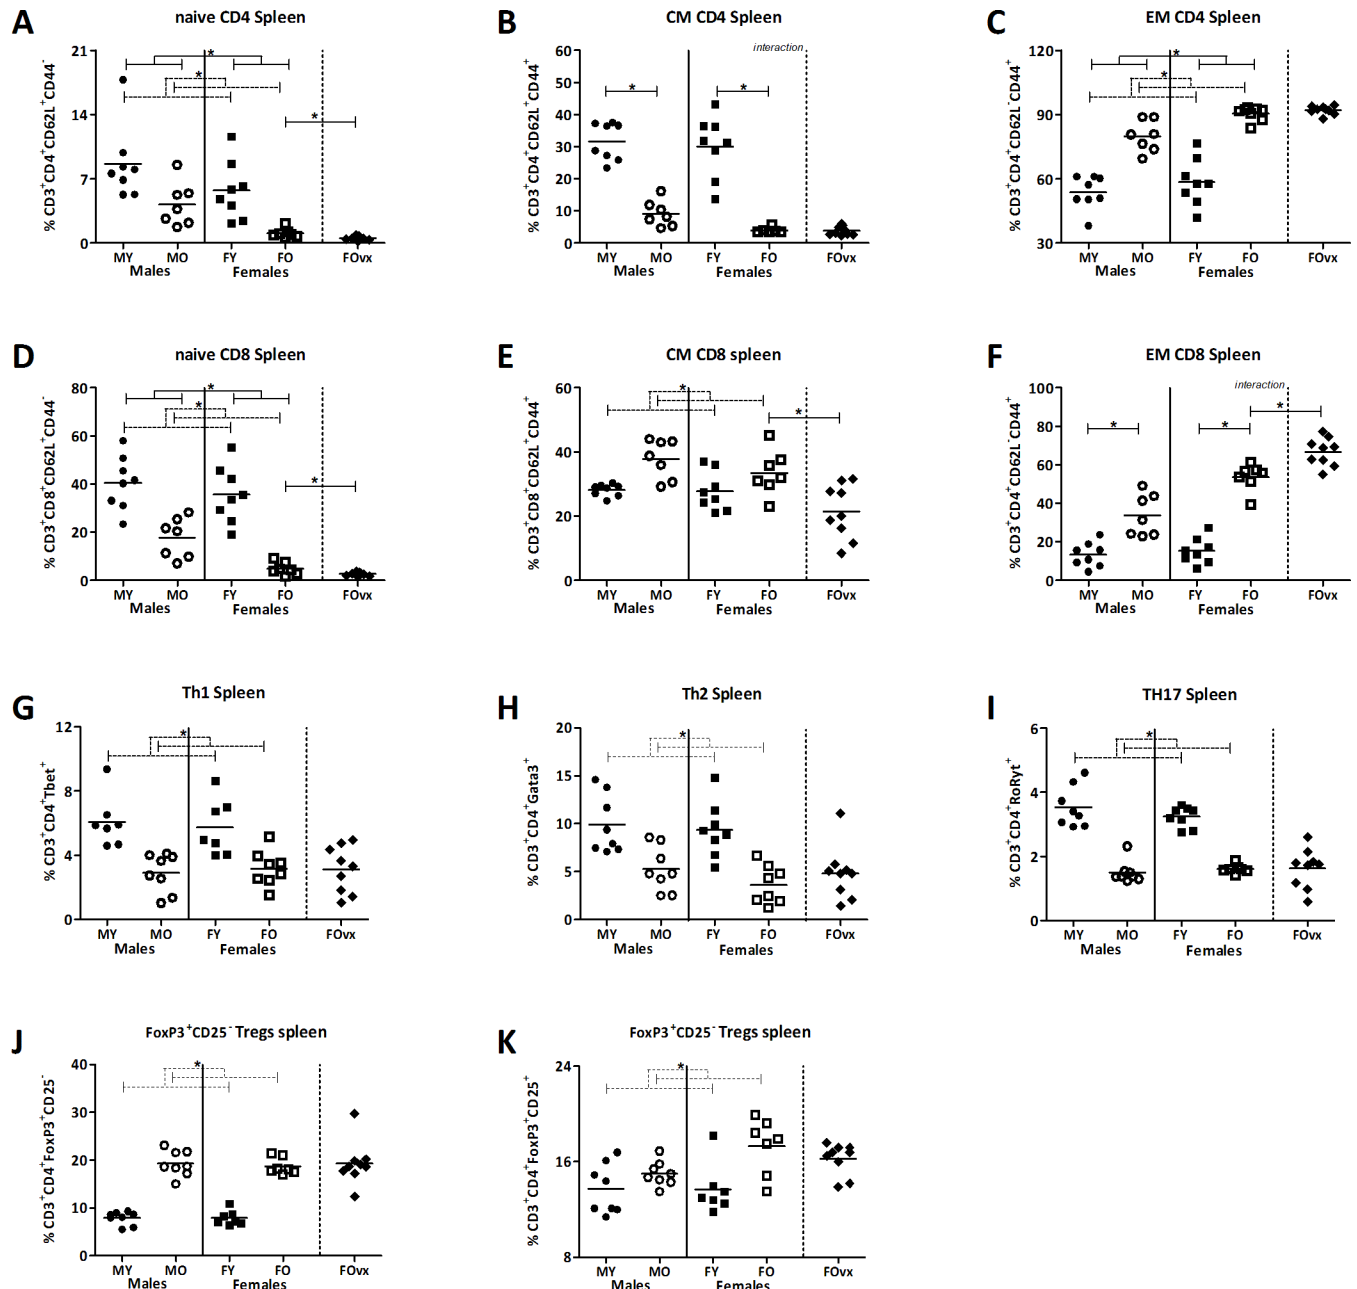 A
naive CD4 Spleen
% CD3+CD4+CD62L+CD44-
21
14
7
0
*
*
*
MY MO FY FO FOvx
Males Females
B
CM CD4 Spleen
% CD3+CD4+CD62L+CD44+
60
50
40
30
20
10
0
interaction
*
*
MY MO FY FO FOvx
Males Females
C
EM CD4 Spleen
% CD3+CD4+CD62L-CD44+
120
90
60
30
*
*
MY MO FY FO FOvx
Males Females
D
naive CD8 Spleen
% CD3+CD8+CD62L+CD44-
80
60
40
20
0
*
*
*
MY MO FY FO FOvx
Males Females
E
CM CD8 spleen
% CD3+CD8+CD62L+CD44+
60
40
20
0
*
*
MY MO FY FO FOvx
Males Females
F
EM CD8 Spleen
% CD3+CD4+CD62L-CD44+
100
80
60
40
20
0
interaction
*
*
*
MY MO FY FO FOvx
Males Females
G
Th1 Spleen
% CD3+CD4+Tbet+
12
8
4
0
*
MY MO FY FO FOvx
Males Females
H
Th2 Spleen
% CD3+CD4+Gata3+
20
15
10
5
0
*
MY MO FY FO FOvx
Males Females
I
TH17 Spleen
% CD3+CD4+RoRyt+
6
4
2
0
*
MY MO FY FO FOvx
Males Females
J
FoxP3+CD25- Tregs spleen
% CD3+CD4+FoxP3+CD25-
40
30
20
10
0
*
MY MO FY FO FOvx
Males Females
K
FoxP3+CD25- Tregs spleen
% CD3+CD4+FoxP3+CD25+
24
16
8
*
MY MO FY FO FOvx
Males Females